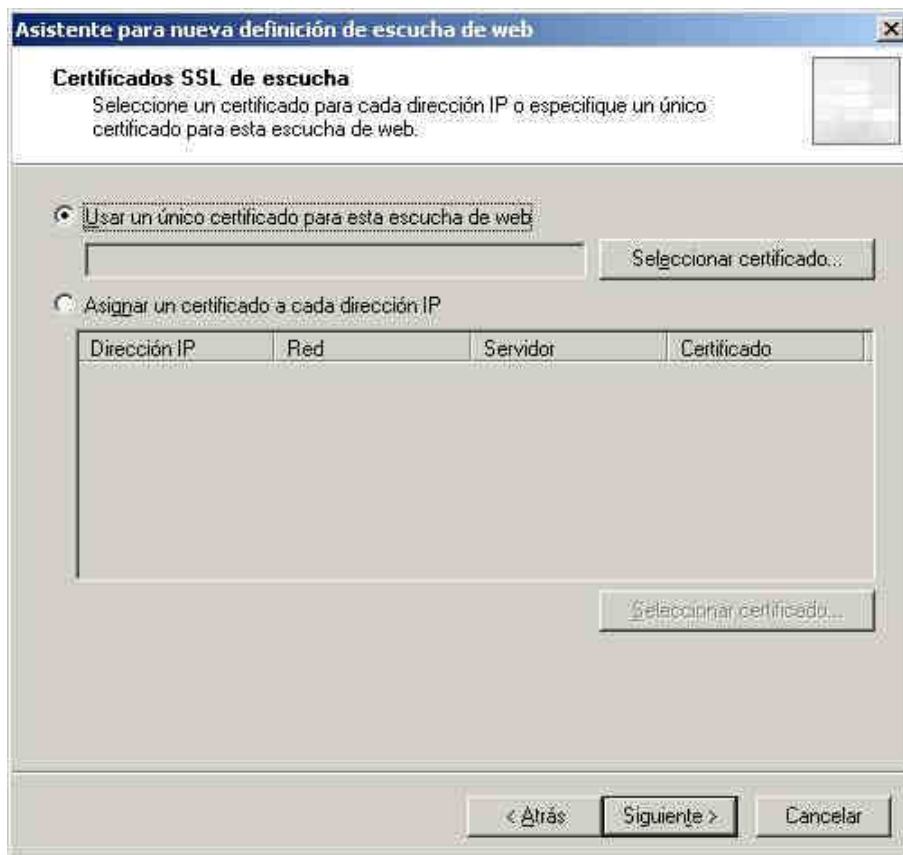 Asistente para nueva definición de escucha de web
Certificados SSL de escucha
Seleccione un certificado para cada dirección IP o especifique un único
certificado para esta escucha de web.
Usar un único certificado para esta escucha de web
Seleccionar certificado...
Asignar un certificado a cada dirección IP
Dirección IP Red Servidor Certificado
Seleccionar certificado...
< Atrás Siguiente > Cancelar